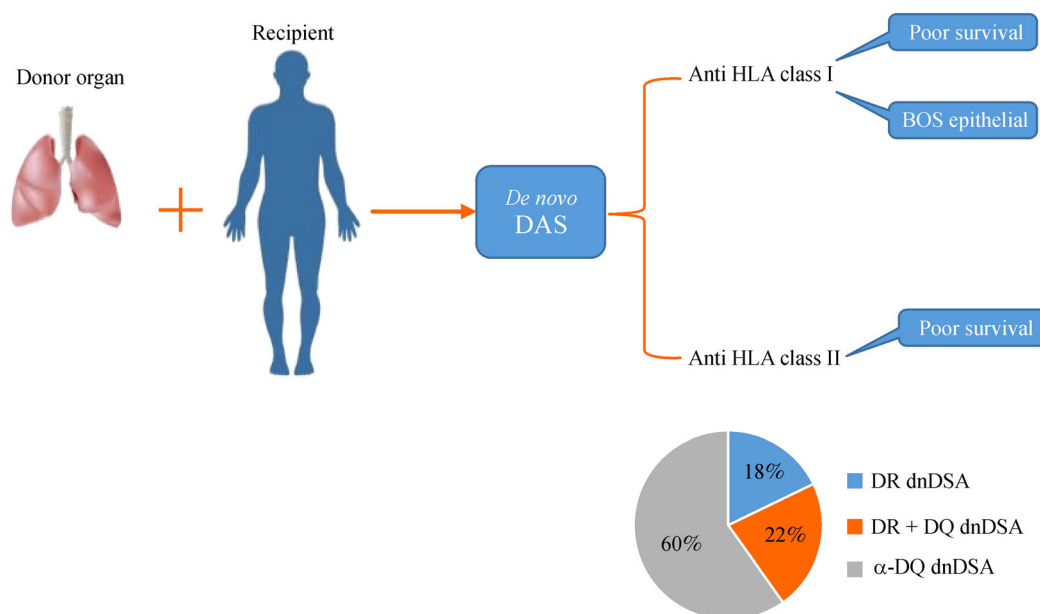 Donor organ
Recipient
De novo
DAS
Anti HLA class I
Poor survival
BOS epithelial
Anti HLA class II
Poor survival
18%
22%
60%
DR dnDSA
DR + DQ dnDSA
α-DQ dnDSA